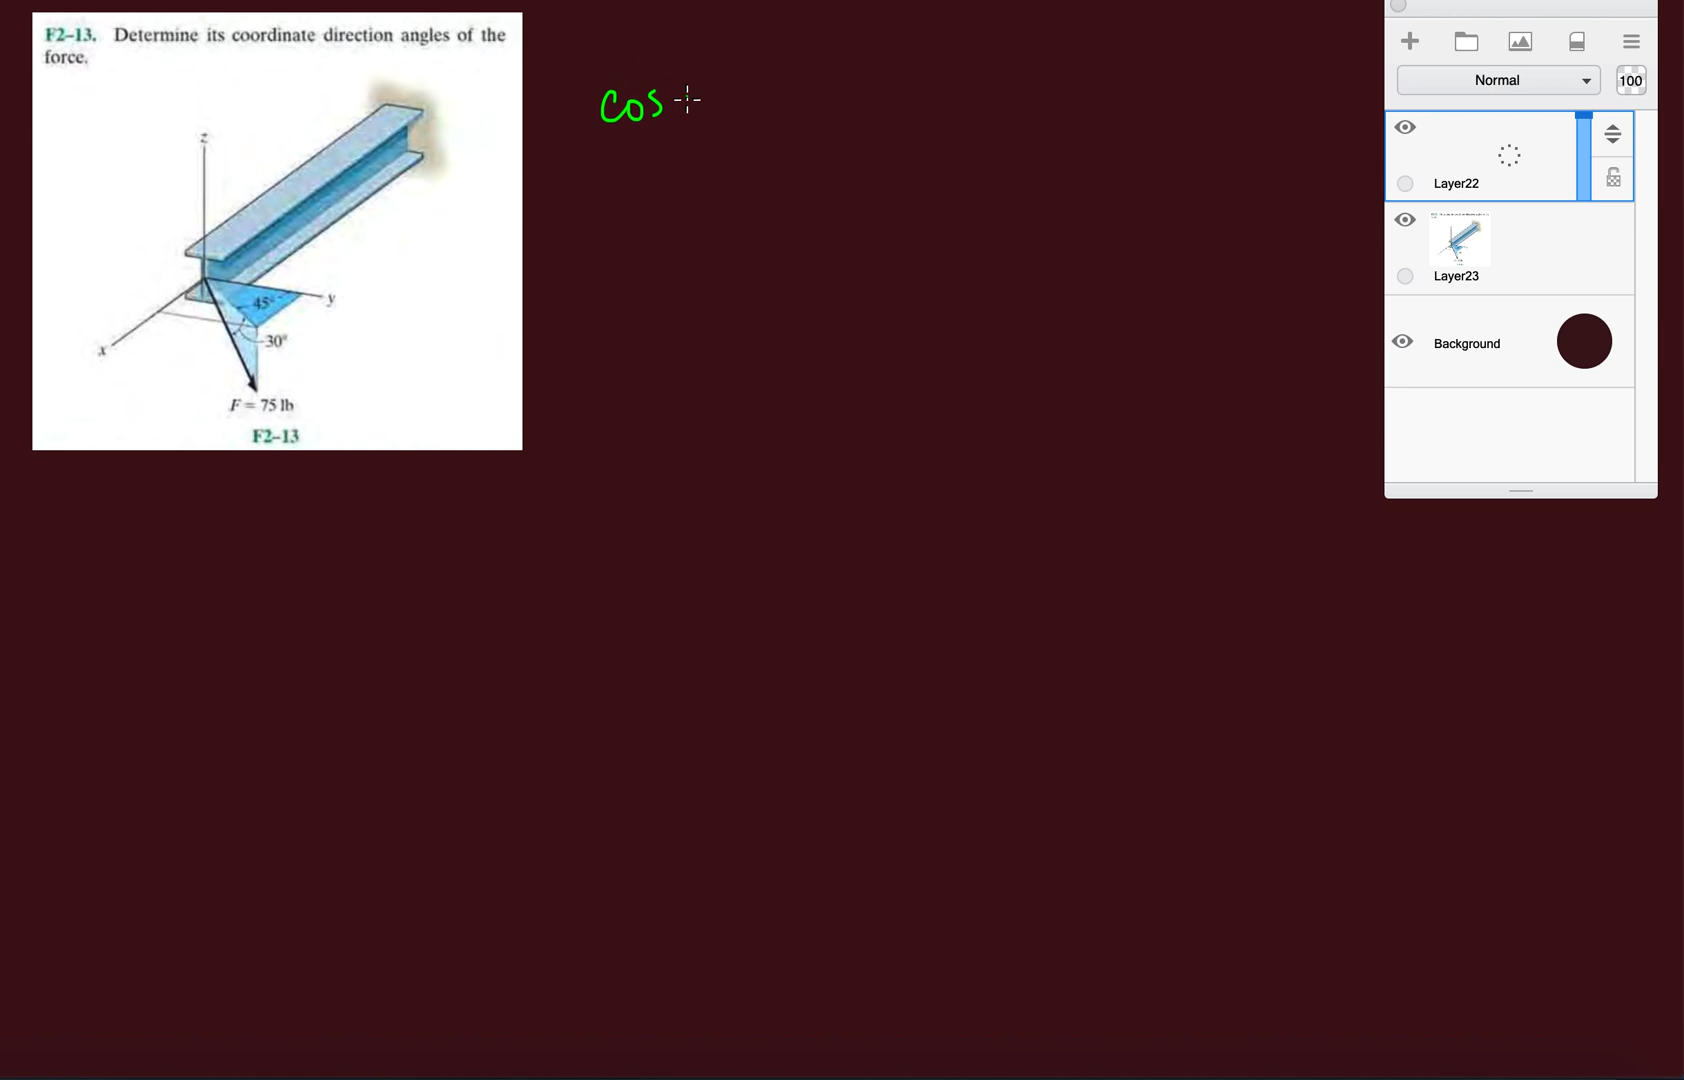 F2–13. Determine its coordinate direction angles of the
force.
z
45°
y
30°
x
F = 75 lb
F2–13
cos
Normal
100
Layer22
Layer23
Background